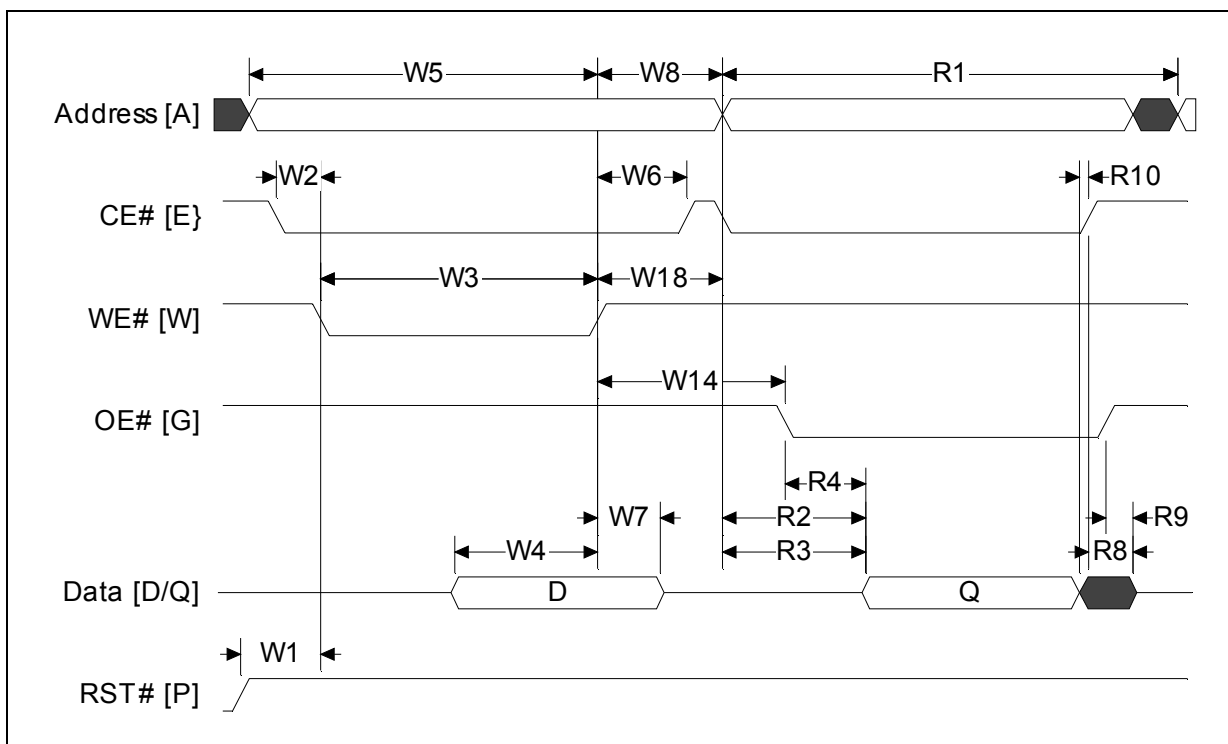 W5 W8 R1
Address [A]
W2 W6 R10
CE# [E}
W3 W18
WE# [W]
W14
OE# [G]
R4
W7 R2 R9
W4 R3 R8
Data [D/Q] D Q
W1
RST# [P]